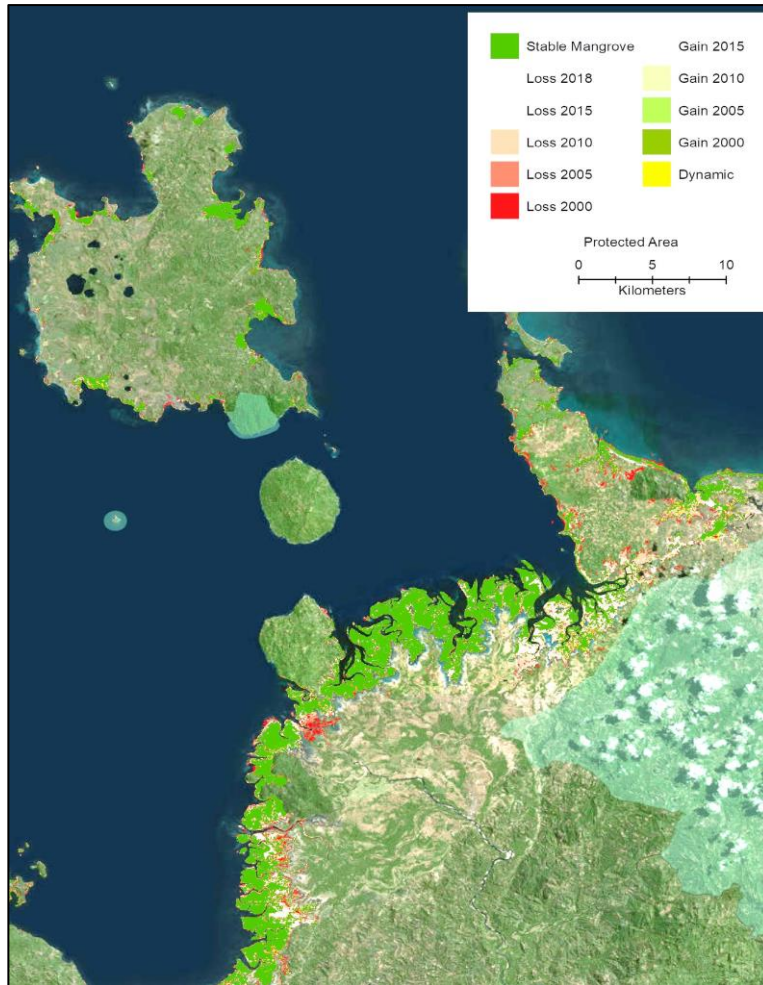 Stable Mangrove
Loss 2018
Loss 2015
Loss 2010
Loss 2005
Loss 2000
Gain 2015
Gain 2010
Gain 2005
Gain 2000
Dynamic
Protected Area
0 5 10
Kilometers